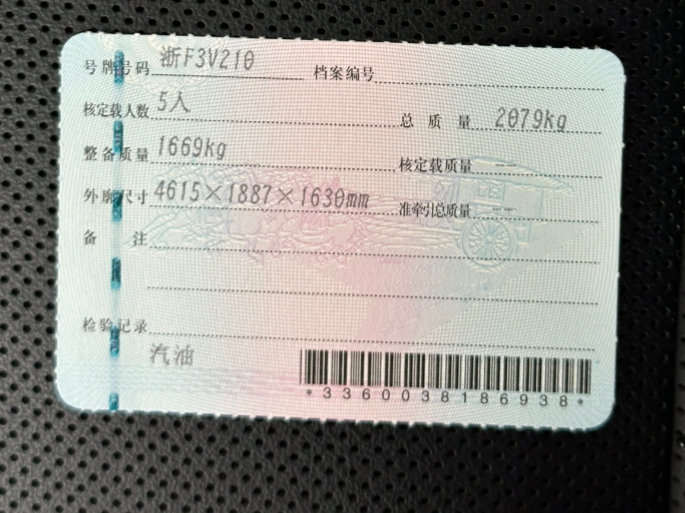 号牌号码 浙F3V210 档案编号
核定载人数 5人 总质量 2079kg
整备质量 1669kg 核定载质量
外廓尺寸 4615×1887×1630mm 准牵引总质量
备注
检验记录
汽油
*3360038186938*